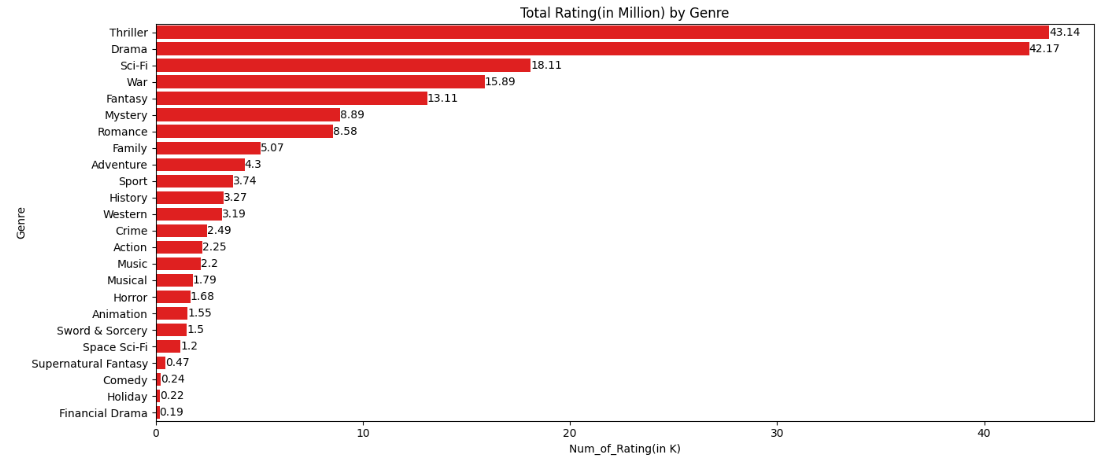 Total Rating(in Million) by Genre
Thriller 43.14
Drama 42.17
Sci-Fi 18.11
War 15.89
Fantasy 13.11
Mystery 8.89
Romance 8.58
Family 5.07
Adventure 4.3
Sport 3.74
History 3.27
Western 3.19
Crime 2.49
Action 2.25
Music 2.2
Musical 1.79
Horror 1.68
Animation 1.55
Sword & Sorcery 1.5
Space Sci-Fi 1.2
Supernatural Fantasy 0.47
Comedy 0.24
Holiday 0.22
Financial Drama 0.19
Genre
0 10 20 30 40
Num_of_Rating(in K)